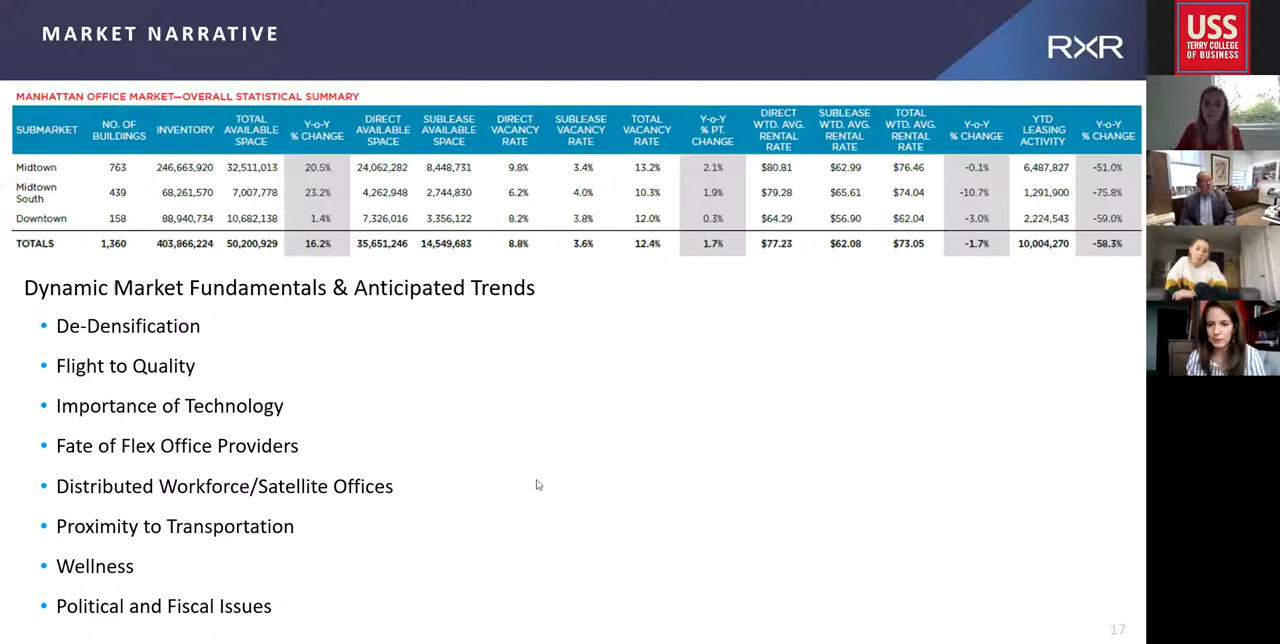 MARKET NARRATIVE
RXR
USS
TERRY COLLEGE
OF BUSINESS
MANHATTAN OFFICE MARKET—OVERALL STATISTICAL SUMMARY
SUBMARKET NO. OF BUILDINGS INVENTORY TOTAL AVAILABLE SPACE Y-o-Y % CHANGE DIRECT AVAILABLE SPACE SUBLEASE AVAILABLE SPACE DIRECT VACANCY RATE SUBLEASE VACANCY RATE TOTAL VACANCY RATE Y-o-Y % PT. CHANGE DIRECT WTD. AVG. RENTAL RATE SUBLEASE WTD. AVG. RENTAL RATE TOTAL WTD. AVG. RENTAL RATE Y-o-Y % CHANGE YTD LEASING ACTIVITY Y-o-Y % CHANGE
Midtown 763 246,663,920 32,511,013 20.5% 24,062,282 8,448,731 9.8% 3.4% 13.2% 2.1% $80.81 $62.99 $76.46 -0.1% 6,487,827 -51.0%
Midtown South 439 68,261,570 7,007,778 23.2% 4,262,948 2,744,830 6.2% 4.0% 10.3% 1.9% $79.28 $65.61 $74.04 -10.7% 1,291,900 -75.8%
Downtown 158 88,940,734 10,682,138 1.4% 7,326,016 3,356,122 8.2% 3.8% 12.0% 0.3% $64.29 $56.90 $62.04 -3.0% 2,224,543 -59.0%
TOTALS 1,360 403,866,224 50,200,929 16.2% 35,651,246 14,549,683 8.8% 3.6% 12.4% 1.7% $77.23 $62.08 $73.05 -1.7% 10,004,270 -58.3%
Dynamic Market Fundamentals & Anticipated Trends
• De-Densification
• Flight to Quality
• Importance of Technology
• Fate of Flex Office Providers
• Distributed Workforce/Satellite Offices
• Proximity to Transportation
• Wellness
• Political and Fiscal Issues
17